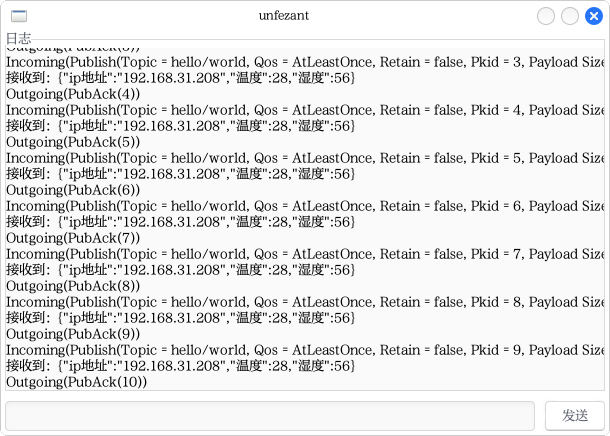 unfezant
日志
Incoming(Publish(Topic = hello/world, Qos = AtLeastOnce, Retain = false, Pkid = 3, Payload Size
接收到: {"ip地址":"192.168.31.208","温度":28,"湿度":56}
Outgoing(PubAck(4))
Incoming(Publish(Topic = hello/world, Qos = AtLeastOnce, Retain = false, Pkid = 4, Payload Size
接收到: {"ip地址":"192.168.31.208","温度":28,"湿度":56}
Outgoing(PubAck(5))
Incoming(Publish(Topic = hello/world, Qos = AtLeastOnce, Retain = false, Pkid = 5, Payload Size
接收到: {"ip地址":"192.168.31.208","温度":28,"湿度":56}
Outgoing(PubAck(6))
Incoming(Publish(Topic = hello/world, Qos = AtLeastOnce, Retain = false, Pkid = 6, Payload Size
接收到: {"ip地址":"192.168.31.208","温度":28,"湿度":56}
Outgoing(PubAck(7))
Incoming(Publish(Topic = hello/world, Qos = AtLeastOnce, Retain = false, Pkid = 7, Payload Size
接收到: {"ip地址":"192.168.31.208","温度":28,"湿度":56}
Outgoing(PubAck(8))
Incoming(Publish(Topic = hello/world, Qos = AtLeastOnce, Retain = false, Pkid = 8, Payload Size
接收到: {"ip地址":"192.168.31.208","温度":28,"湿度":56}
Outgoing(PubAck(9))
Incoming(Publish(Topic = hello/world, Qos = AtLeastOnce, Retain = false, Pkid = 9, Payload Size
接收到: {"ip地址":"192.168.31.208","温度":28,"湿度":56}
Outgoing(PubAck(10))
发送